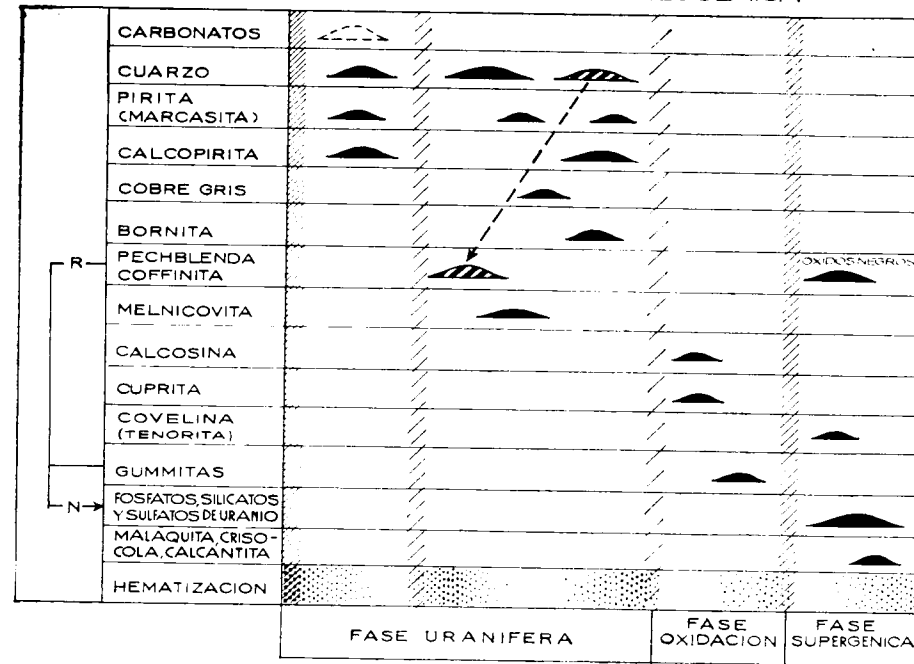 CARBONATOS
CUARZO
PIRITA
(MARCASITA)
CALCOPIRITA
COBRE GRIS
BORNITA
R
PECHBLENDA
COFFINITA
OXIDOS NEGROS
MELNICOVITA
CALCOSINA
CUPRITA
COVELINA
(TENORITA)
GUMMITAS
N
FOSFATOS, SILICATOS
Y SULFATOS DE URANIO
MALAQUITA, CRISO-
COLA, CALCANTITA
HEMATIZACION
FASE URANIFERA
FASE
OXIDACION
FASE
SUPERGENICA